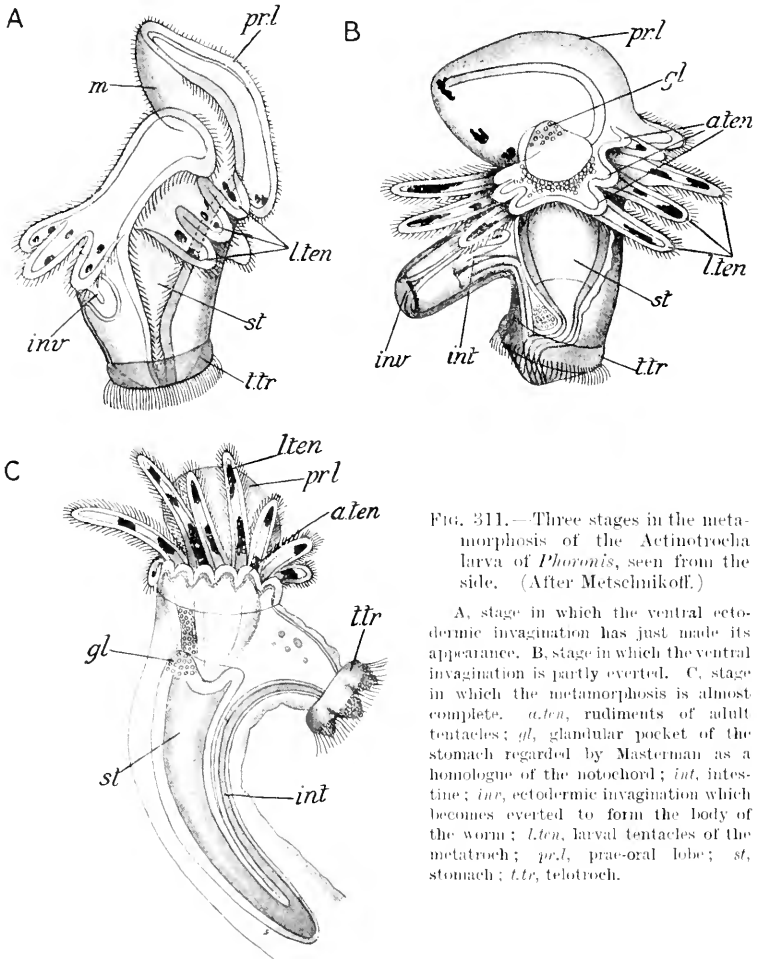 A
pr.l
m
l.ten
st
inv
t.tr
B
pr.l
gl
a.ten
l.ten
st
inv
int
t.tr
C
l.ten
pr.l
a.ten
t.tr
gl
st
int
FIG. 311.—Three stages in the meta-
morphosis of the Actinotrocha
larva of Phoronis, seen from the
side. (After Metschnikoff.)
A, stage in which the ventral ecto-
dermic invagination has just made its
appearance. B, stage in which the ventral
invagination is partly everted. C, stage
in which the metamorphosis is almost
complete. a.ten, rudiments of adult
tentacles; gl, glandular pocket of the
stomach regarded by Masterman as a
homologue of the notochord; int, intes-
tine; inv, ectodermic invagination which
becomes everted to form the body of
the worm; l.ten, larval tentacles of the
metatroch; pr.l, prae-oral lobe; st,
stomach; t.tr, telotroch.